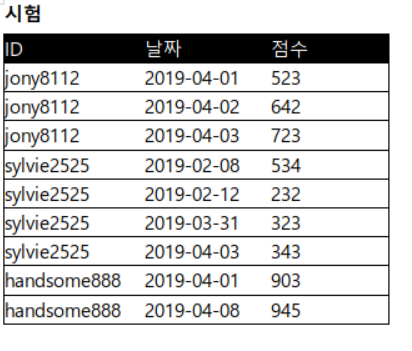 시험
ID 날짜 점수
jony8112 2019-04-01 523
jony8112 2019-04-02 642
jony8112 2019-04-03 723
sylvie2525 2019-02-08 534
sylvie2525 2019-02-12 232
sylvie2525 2019-03-31 323
sylvie2525 2019-04-03 343
handsome888 2019-04-01 903
handsome888 2019-04-08 945